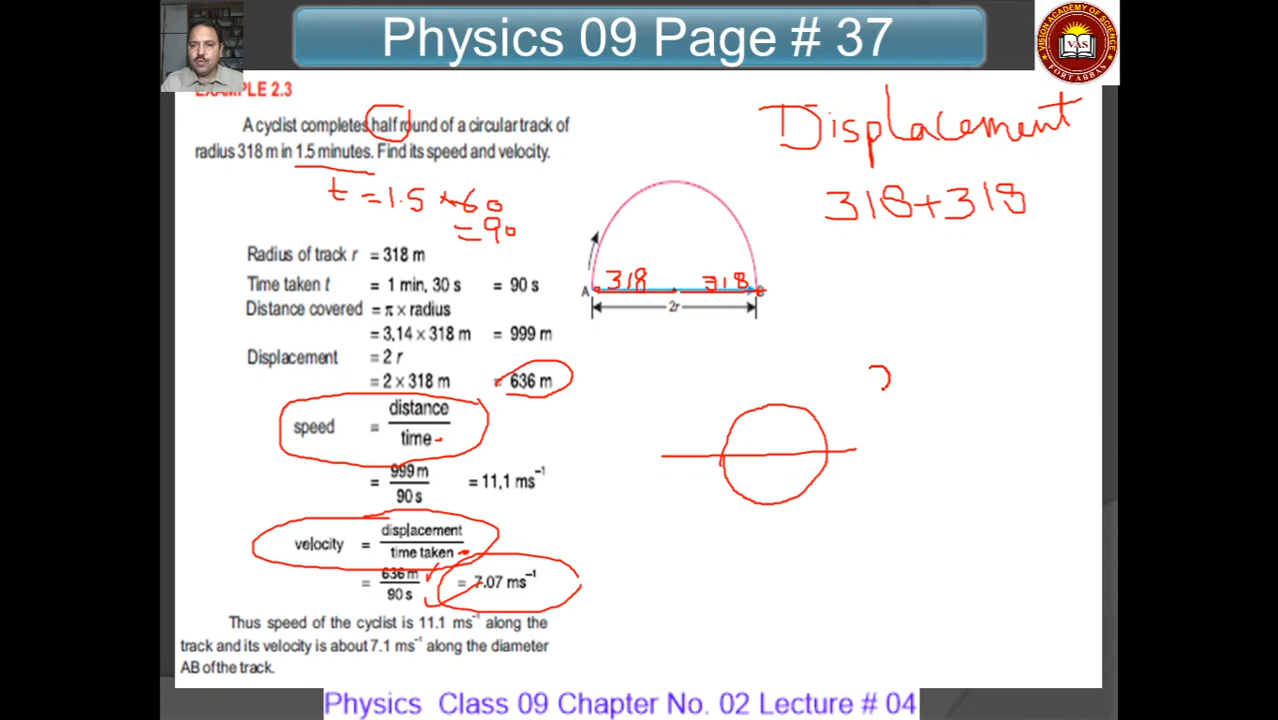 Physics 09 Page # 37
VISION ACADEMY OF SCIENCE
VAS
FORTABBAS
EXAMPLE 2.3
A cyclist completes half round of a circular track of
radius 318 m in 1.5 minutes. Find its speed and velocity.
t = 1.5 × 60
= 90
Displacement
318+318
Radius of track r = 318 m
Time taken t = 1 min, 30 s = 90 s
Distance covered = π × radius
= 3,14 × 318 m = 999 m
Displacement = 2 r
= 2 × 318 m = 636 m
speed = distance
time
= 999 m = 11,1 ms⁻¹
90 s
velocity = displacement
time taken
= 636 m = 7.07 ms⁻¹
90 s
Thus speed of the cyclist is 11.1 ms⁻¹ along the
track and its velocity is about 7.1 ms⁻¹ along the diameter
AB of the track.
318 318
A B
2r
Physics Class 09 Chapter No. 02 Lecture # 04